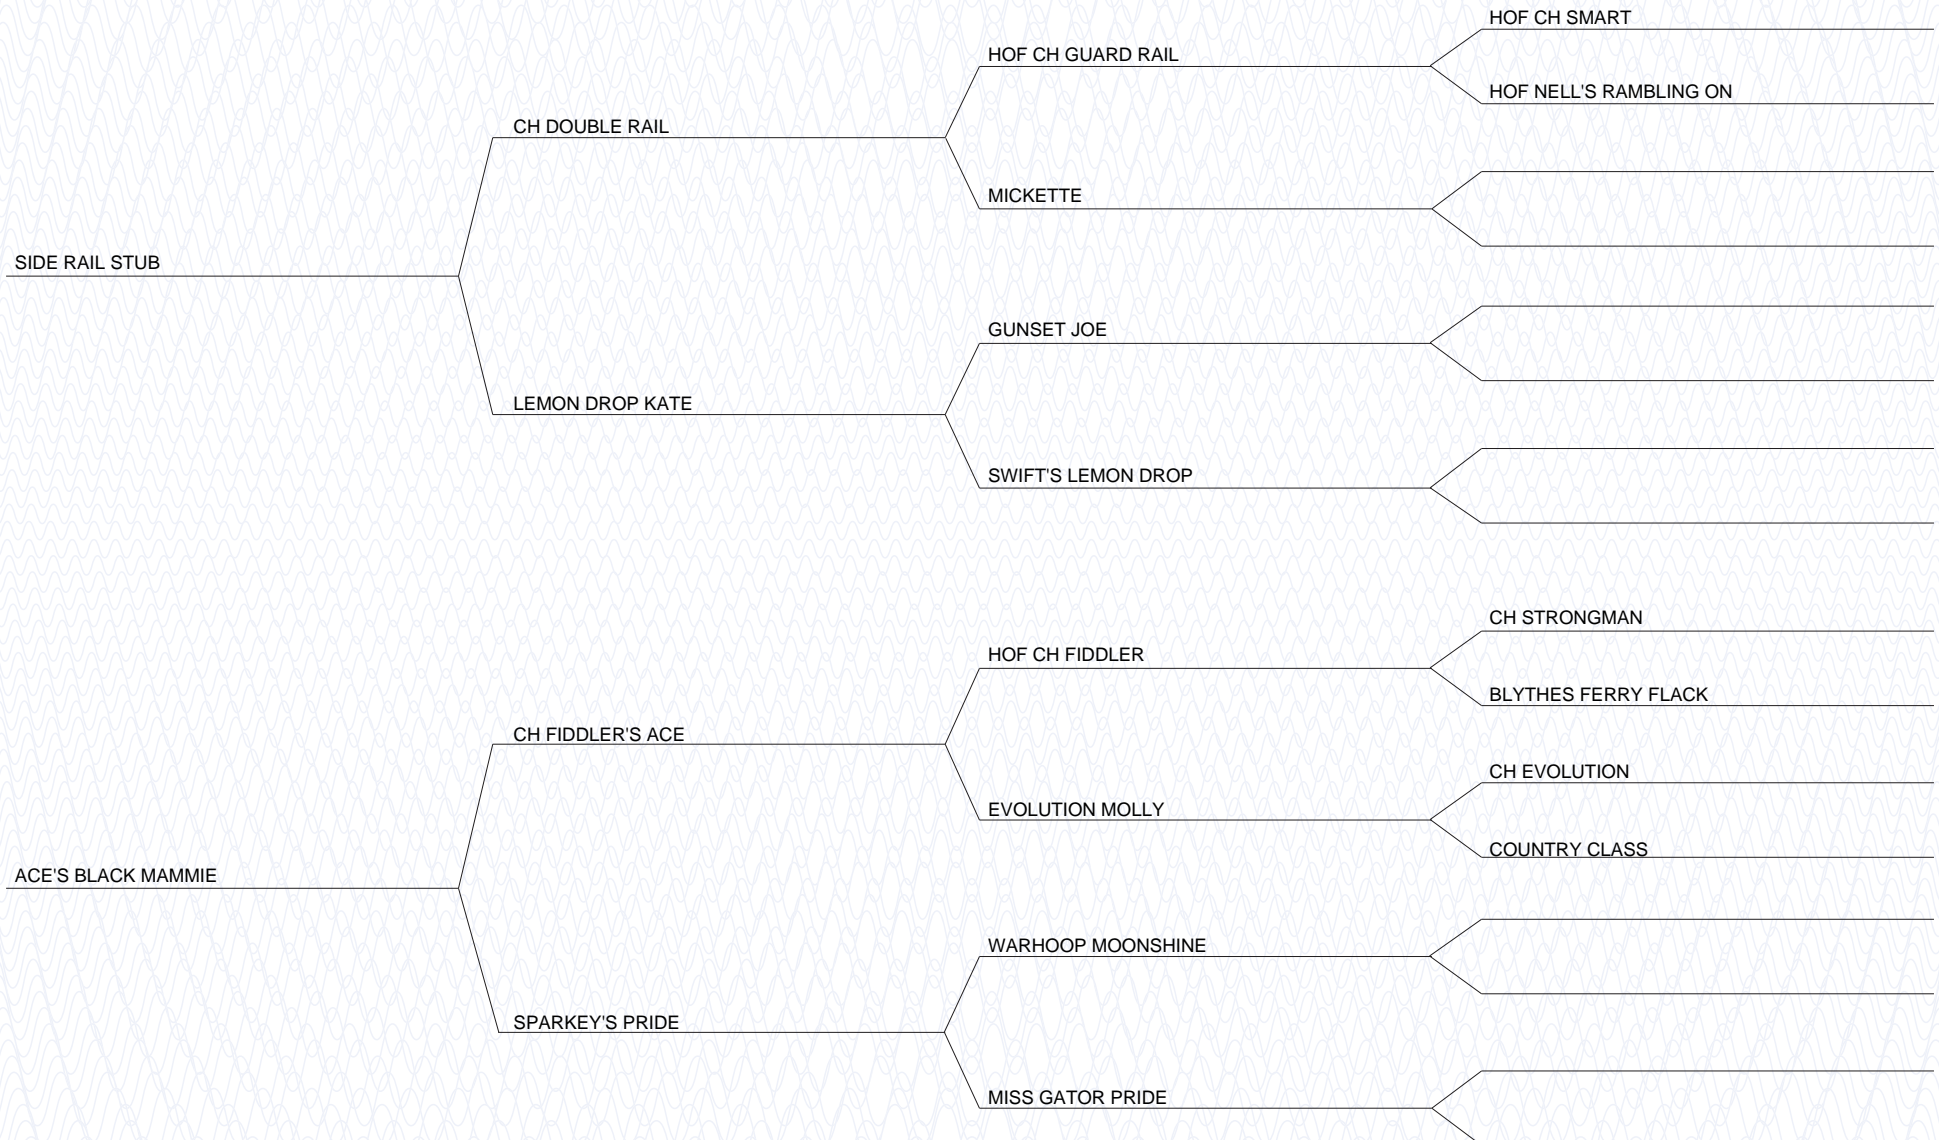 HOF CH SMART
HOF CH GUARD RAIL
HOF NELL'S RAMBLING ON
CH DOUBLE RAIL
MICKETTE
SIDE RAIL STUB
GUNSET JOE
LEMON DROP KATE
SWIFT'S LEMON DROP
CH STRONGMAN
HOF CH FIDDLER
BLYTHES FERRY FLACK
CH FIDDLER'S ACE
CH EVOLUTION
EVOLUTION MOLLY
COUNTRY CLASS
ACE'S BLACK MAMMIE
WARHOOP MOONSHINE
SPARKEY'S PRIDE
MISS GATOR PRIDE